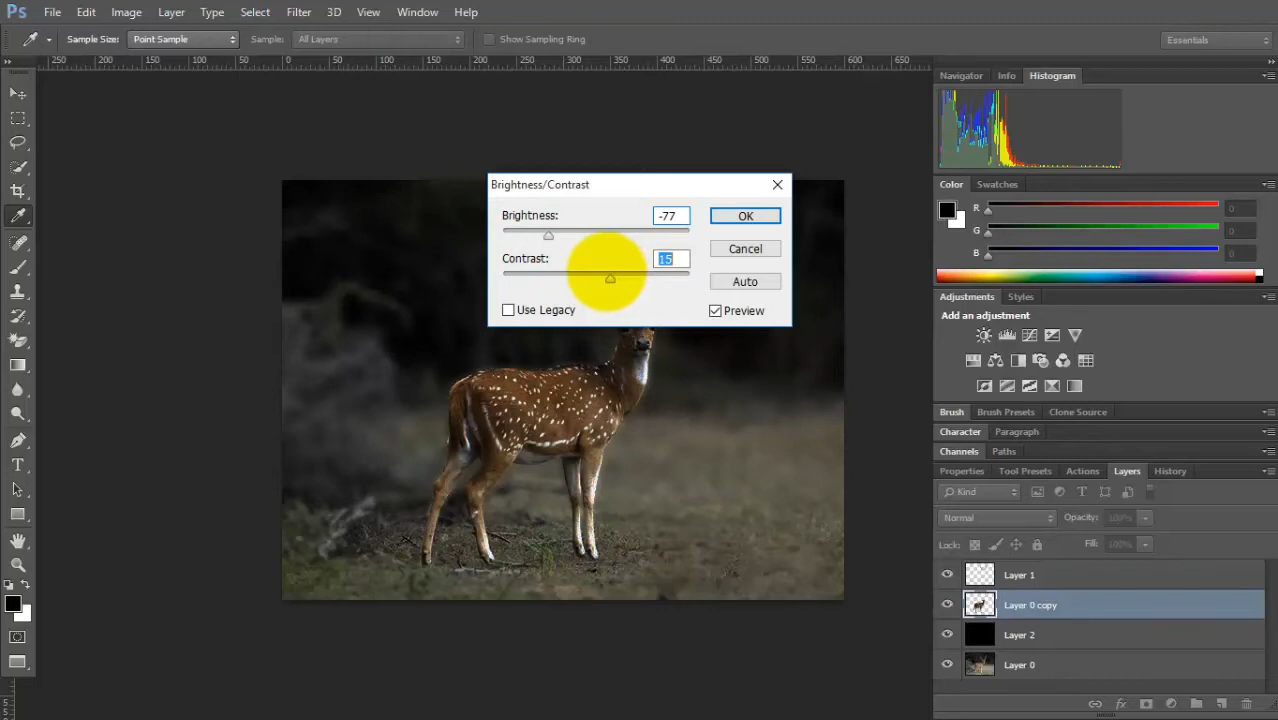 Ps File Edit Image Layer Type Select Filter 3D View Window Help
Sample Size: Point Sample Sample: All Layers Show Sampling Ring Essentials
250 200 150 100 50 0 50 100 150 200 250 300 350 400 450 500 550 600 650
Navigator Info Histogram
Brightness/Contrast
Brightness: -77 OK
Cancel
Contrast: 15
Auto
Use Legacy Preview
Color Swatches
R 0
G 0
B 0
Adjustments Styles
Add an adjustment
Brush Brush Presets Clone Source
Character Paragraph
Channels Paths
Properties Tool Presets Actions Layers History
Kind
Normal Opacity: 100%
Lock: Fill: 100%
Layer 1
Layer 0 copy
Layer 2
Layer 0